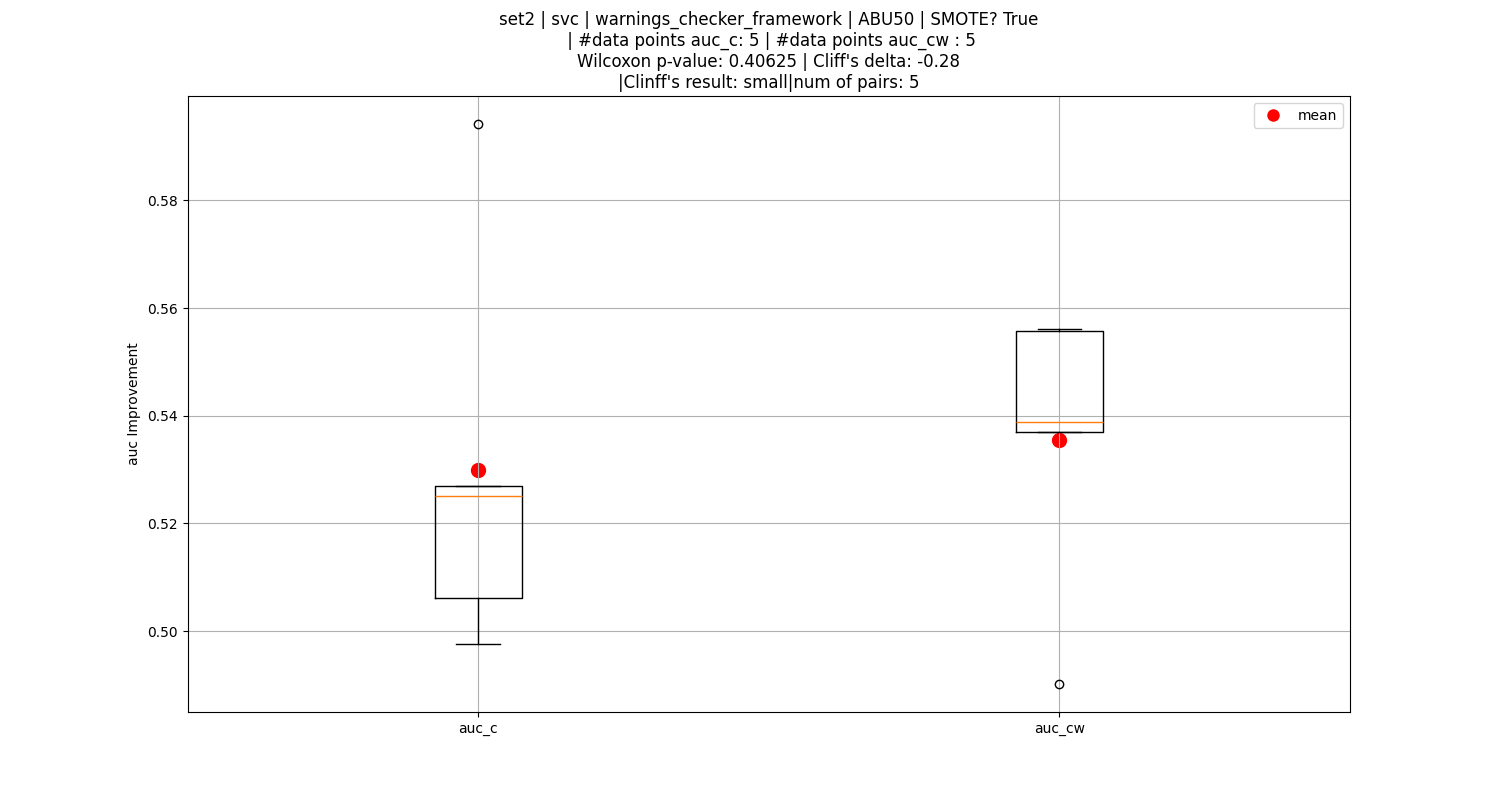 set2 | svc | warnings_checker_framework | ABU50 | SMOTE? True
| #data points auc_c: 5 | #data points auc_cw : 5
Wilcoxon p-value: 0.40625 | Cliff's delta: -0.28
|Clinff's result: small|num of pairs: 5
mean
0.58
0.56
0.54
0.52
0.50
auc Improvement
auc_c
auc_cw